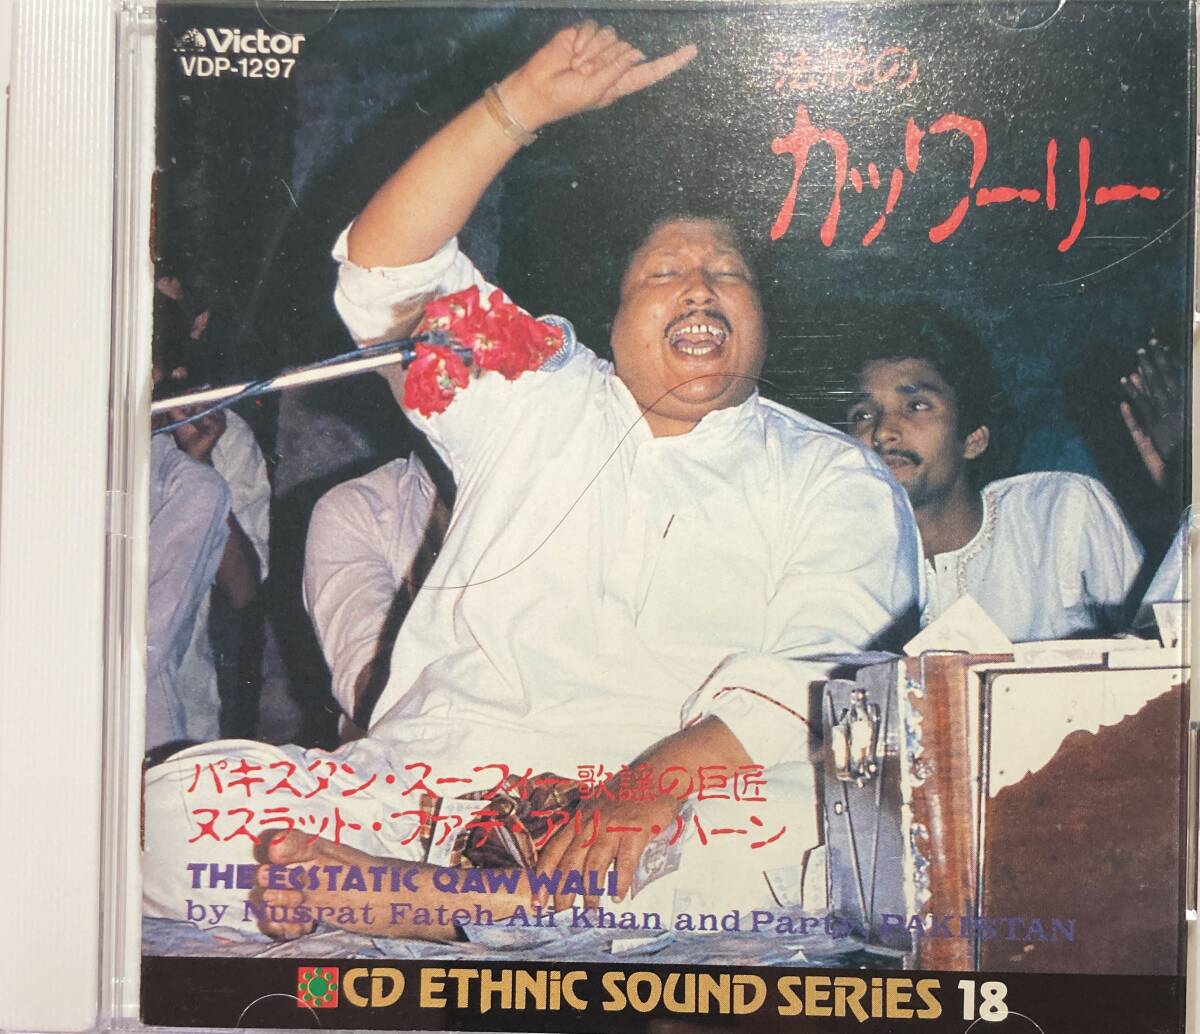 Victor
VDP-1297
法悦の
カッワーリー
パキスタン・スーフィー歌謡の巨匠
ヌスラット・ファテ・アリー・ハーン
THE ECSTATIC QAWWALI
by Nusrat Fateh Ali Khan and Party, PAKISTAN
CD ETHNiC SOUND SERiES 18